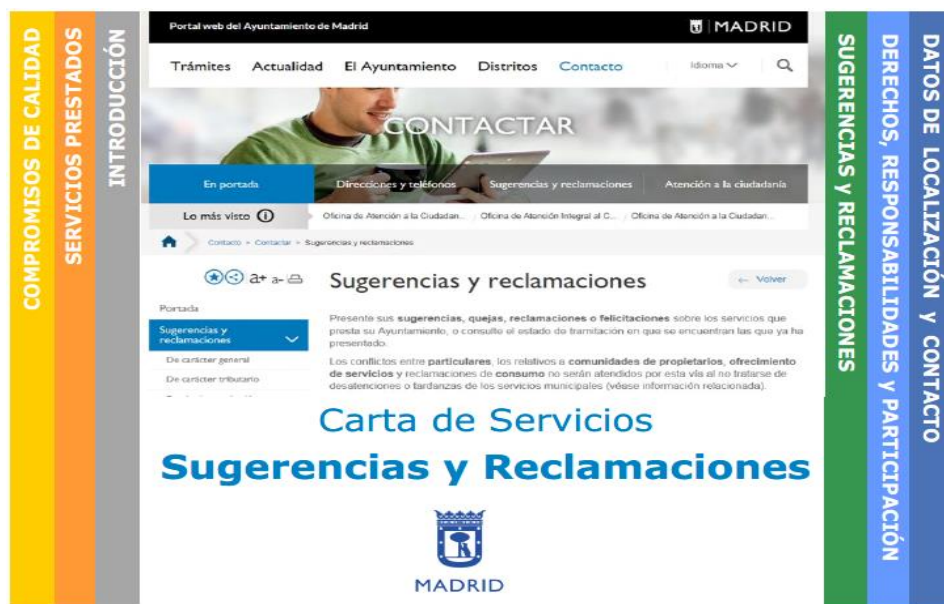 COMPROMISOS DE CALIDAD
SERVICIOS PRESTADOS
INTRODUCCIÓN
Portal web del Ayuntamiento de Madrid
MADRID
Trámites Actualidad El Ayuntamiento Distritos Contacto Idioma
CONTACTAR
En portada Direcciones y teléfonos Sugerencias y reclamaciones Atención a la ciudadanía
Lo más visto Oficina de Atención a la Ciudadan... Oficina de Atención Integral al C... Oficina de Atención a la Ciudadan...
Contacto » Contactar » Sugerencias y reclamaciones
a+ a-
Sugerencias y reclamaciones
← Volver
Portada
Sugerencias y
reclamaciones
De carácter general
De carácter tributario
Presente sus sugerencias, quejas, reclamaciones o felicitaciones sobre los servicios que
presta su Ayuntamiento, o consulte el estado de tramitación en que se encuentran las que ya ha
presentado.
Los conflictos entre particulares, los relativos a comunidades de propietarios, ofrecimiento
de servicios y reclamaciones de consumo no serán atendidos por esta vía al no tratarse de
desatenciones o tardanzas de los servicios municipales (véase información relacionada).
Carta de Servicios
Sugerencias y Reclamaciones
MADRID
SUGERENCIAS y RECLAMACIONES
DERECHOS, RESPONSABILIDADES y PARTICIPACIÓN
DATOS DE LOCALIZACIÓN y CONTACTO